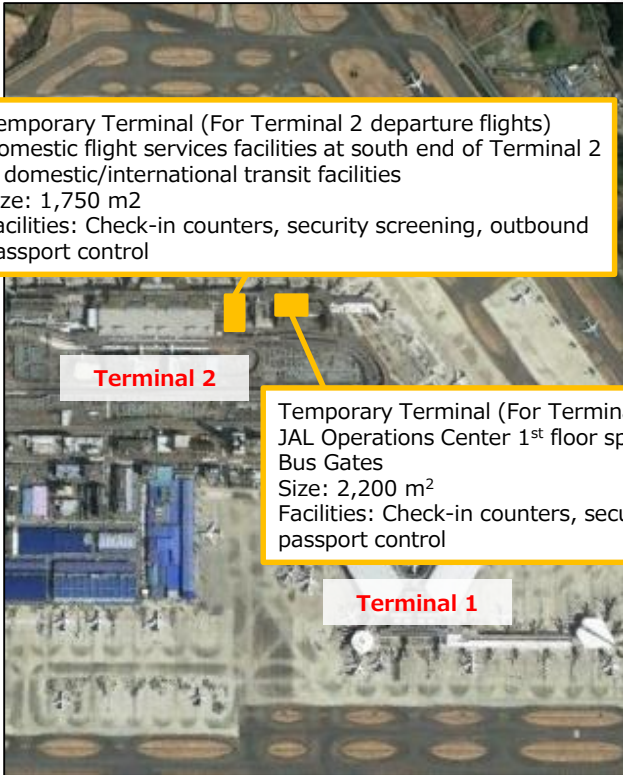 emporary Terminal (For Terminal 2 departure flights)
omestic flight services facilities at south end of Terminal 2
domestic/international transit facilities
ize: 1,750 m2
acilities: Check-in counters, security screening, outbound
assport control
Terminal 2
Temporary Terminal (For Termina
JAL Operations Center 1st floor sp
Bus Gates
Size: 2,200 m²
Facilities: Check-in counters, secu
passport control
Terminal 1